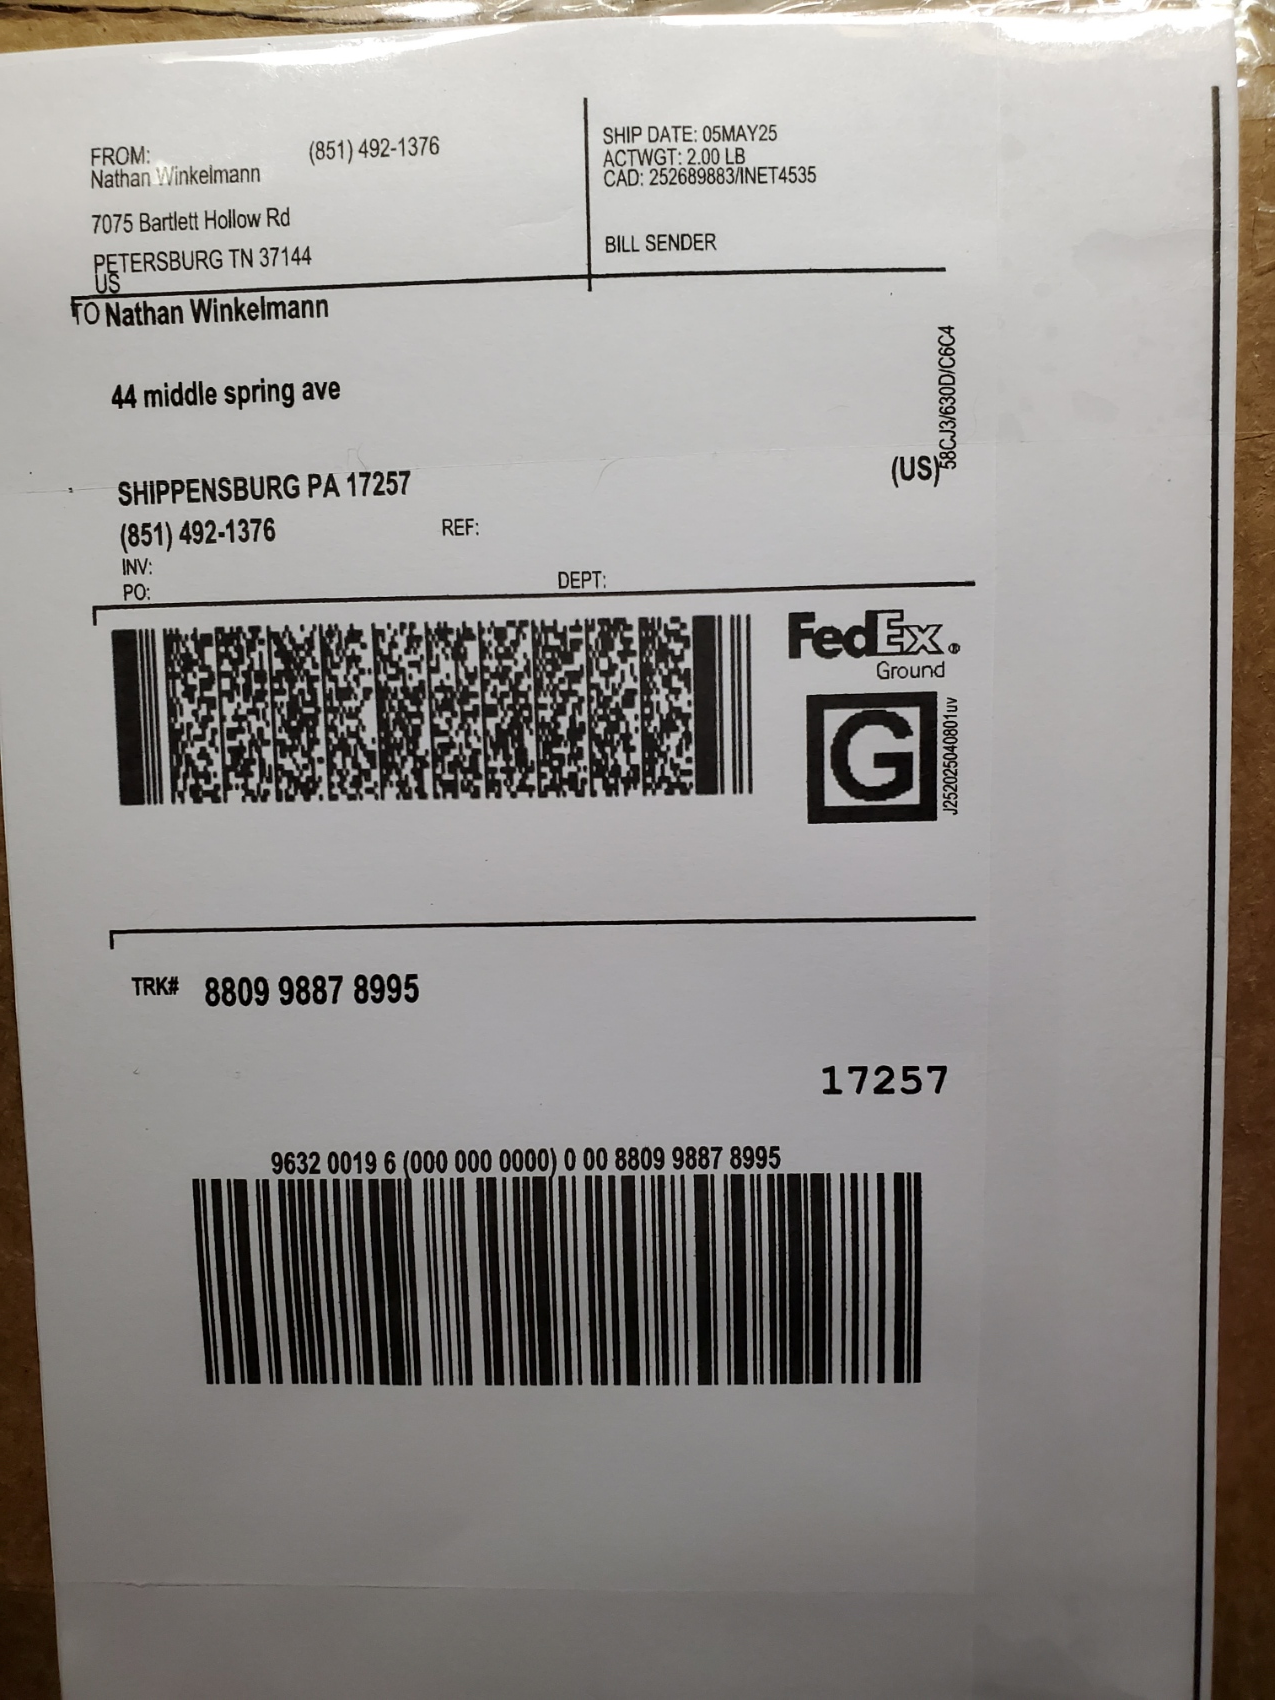 FROM: (851) 492-1376
Nathan Winkelmann
7075 Bartlett Hollow Rd
PETERSBURG TN 37144
US
SHIP DATE: 05MAY25
ACTWGT: 2.00 LB
CAD: 252689883/INET4535
BILL SENDER
TO Nathan Winkelmann
44 middle spring ave
SHIPPENSBURG PA 17257
(US)
58CJ3/630D/C6C4
(851) 492-1376 REF:
INV:
PO: DEPT:
FedEx®
Ground
G
J252025040801uv
TRK# 8809 9887 8995
17257
9632 0019 6 (000 000 0000) 0 00 8809 9887 8995